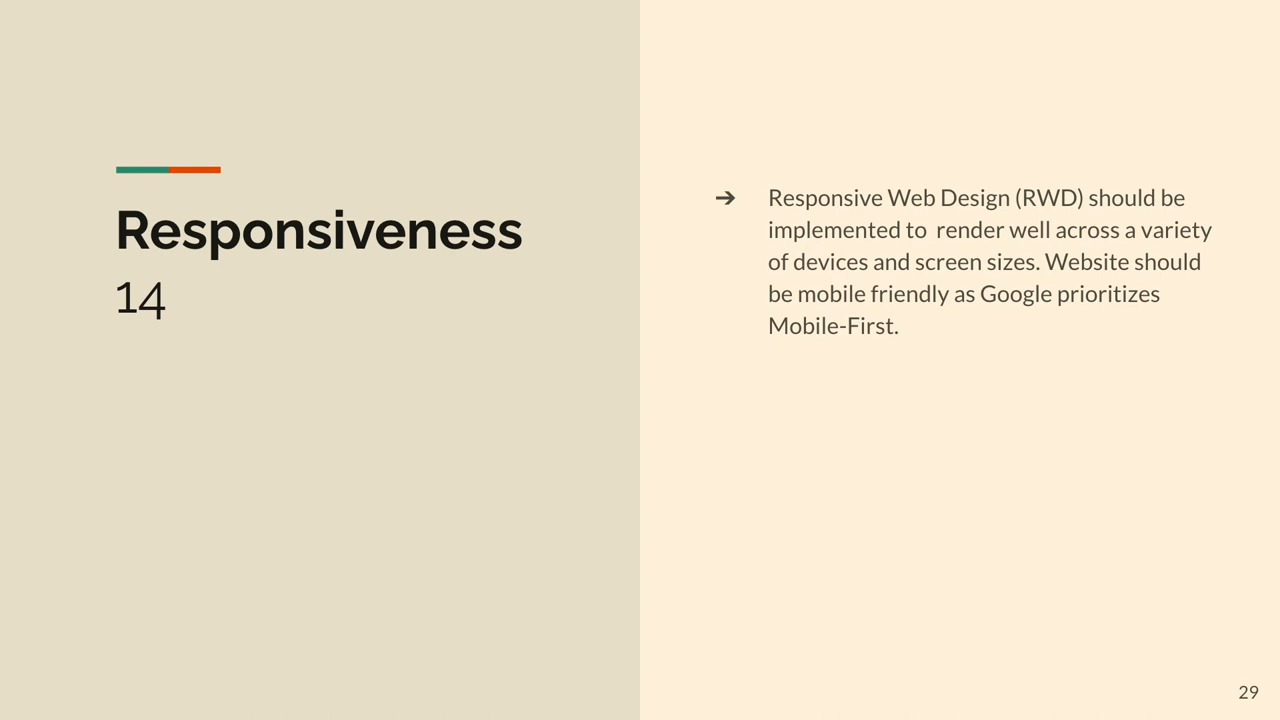 Responsiveness
14
➔ Responsive Web Design (RWD) should be
implemented to  render well across a variety
of devices and screen sizes. Website should
be mobile friendly as Google prioritizes
Mobile-First.
29